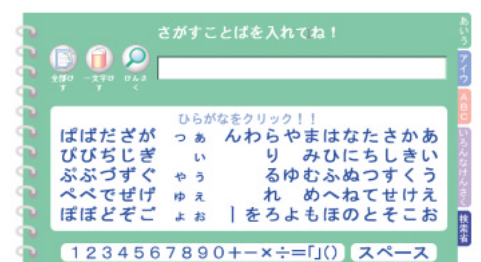 さがすことばを入れてね！
全部けす
一文字けす
けんさく
ひらがなをクリック！！
ぱばだざが っぁ んわらやまはなたさかあ
ぴびぢじぎ ぃ り みひにちしきい
ぷぶづずぐ ゃぅ るゆむふぬつすくう
ぺべでぜげ ゅぇ れ めへねてせけえ
ぽぼどぞご ょぉ ーをろよもほのとそこお
1234567890+−×÷=「」() スペース
あいう
アイウ
ABC
いろんなけんさく
検索省